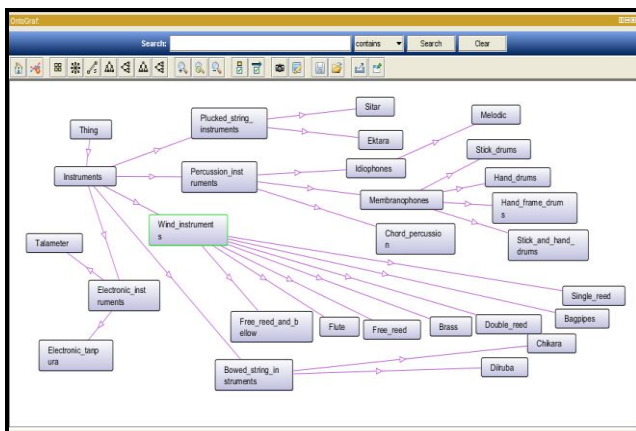 OntoGraf:
Search:
contains
Search
Clear
Thing
Instruments
Plucked_string_
instruments
Sitar
Ektara
Percussion_inst
ruments
Idiophones
Melodic
Membranophones
Stick_drums
Hand_drums
Hand_frame_drum
s
Stick_and_hand_
drums
Chord_percussio
n
Wind_instrument
s
Talameter
Electronic_inst
ruments
Electronic_tanp
ura
Free_reed_and_b
ellow
Flute
Free_reed
Brass
Double_reed
Bagpipes
Single_reed
Bowed_string_in
struments
Chikara
Dilruba